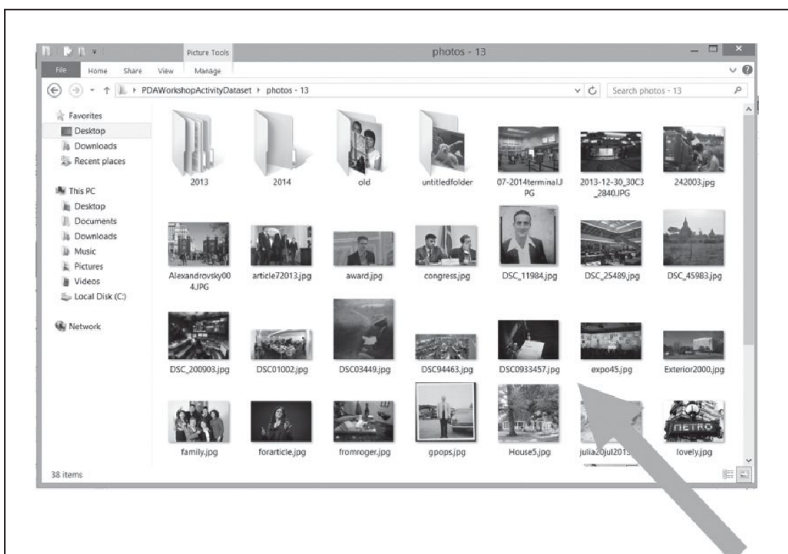 Picture Tools
photos - 13
File Home Share View Manage
PDAWorkshopActivityDataset ▸ photos - 13
Search photos - 13
Favorites
Desktop
Downloads
Recent places
This PC
Desktop
Documents
Downloads
Music
Pictures
Videos
Local Disk (C:)
Network
2013 2014 old untitledfolder 07-2014terminal.J 2013-12-30_30C3 242003.jpg
PG _2840.JPG
Alexandrovsky00 article72013.jpg award.jpg congress.jpg DSC_11984.jpg DSC_25489.jpg DSC_45983.jpg
4.JPG
DSC_200903.jpg DSC01002.jpg DSC03449.jpg DSC94463.jpg DSC0933457.jpg expo45.jpg Exterior2000.jpg
METRO
family.jpg forarticle.jpg fromroger.jpg gpops.jpg House5.jpg lovely.jpg
38 items